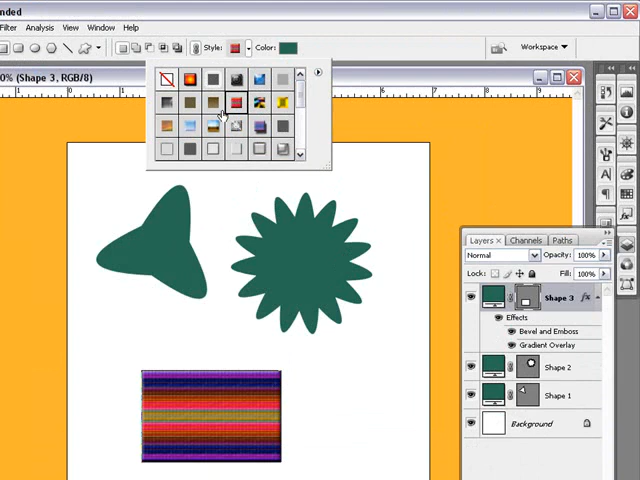 nded
Filter Analysis View Window Help
Style: Color: Workspace
0% (Shape 3, RGB/8)
Layers x Channels Paths
Normal Opacity: 100%
Lock: Fill: 100%
Shape 3 fx
Effects
Bevel and Emboss
Gradient Overlay
Shape 2
Shape 1
Background